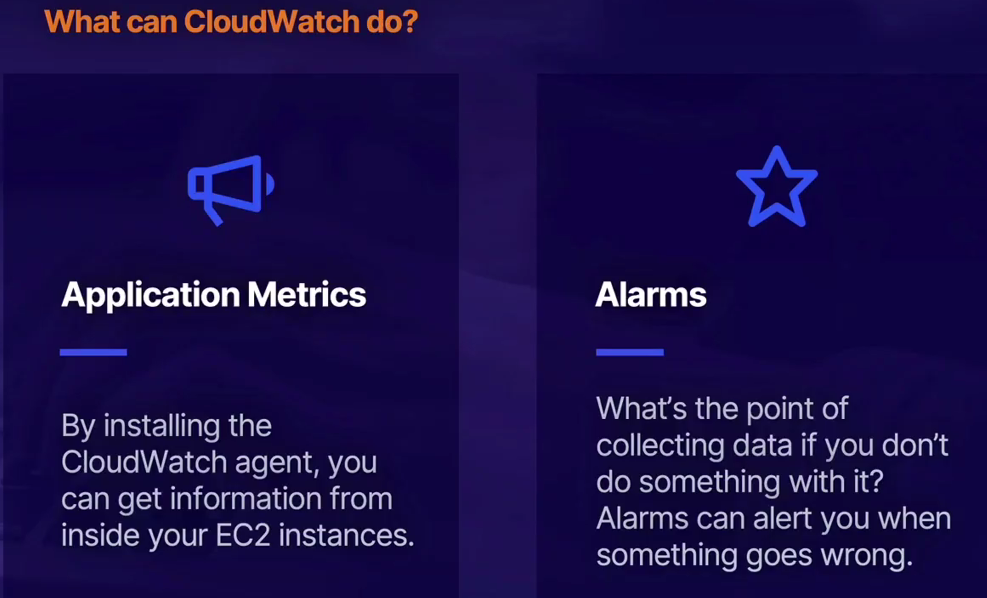 What can CloudWatch do?
Application Metrics
By installing the
CloudWatch agent, you
can get information from
inside your EC2 instances.
Alarms
What's the point of
collecting data if you don't
do something with it?
Alarms can alert you when
something goes wrong.